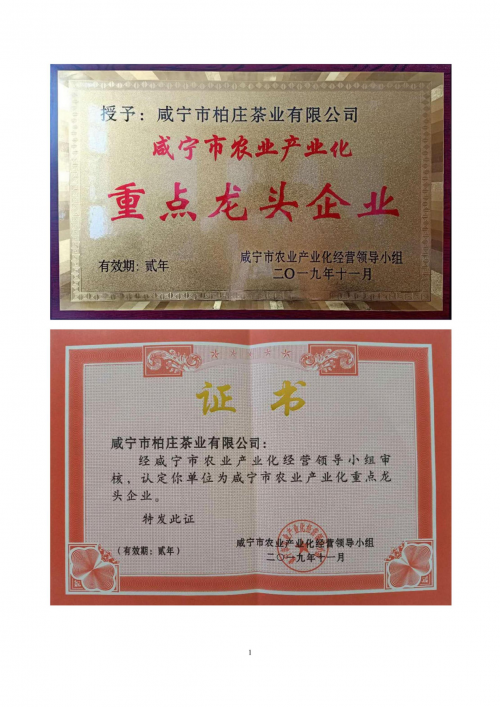 授予：咸宁市柏庄茶业有限公司
咸宁市农业产业化
重点龙头企业
咸宁市农业产业化经营领导小组
有效期：贰年
二〇一九年十一月
证书
咸宁市柏庄茶业有限公司：
经咸宁市农业产业化经营领导小组审
核，认定你单位为咸宁市农业产业化重点龙
头企业。
特发此证
咸宁市农业产业化经营领导小组
（有效期：贰年）
二〇一九年十一月
1